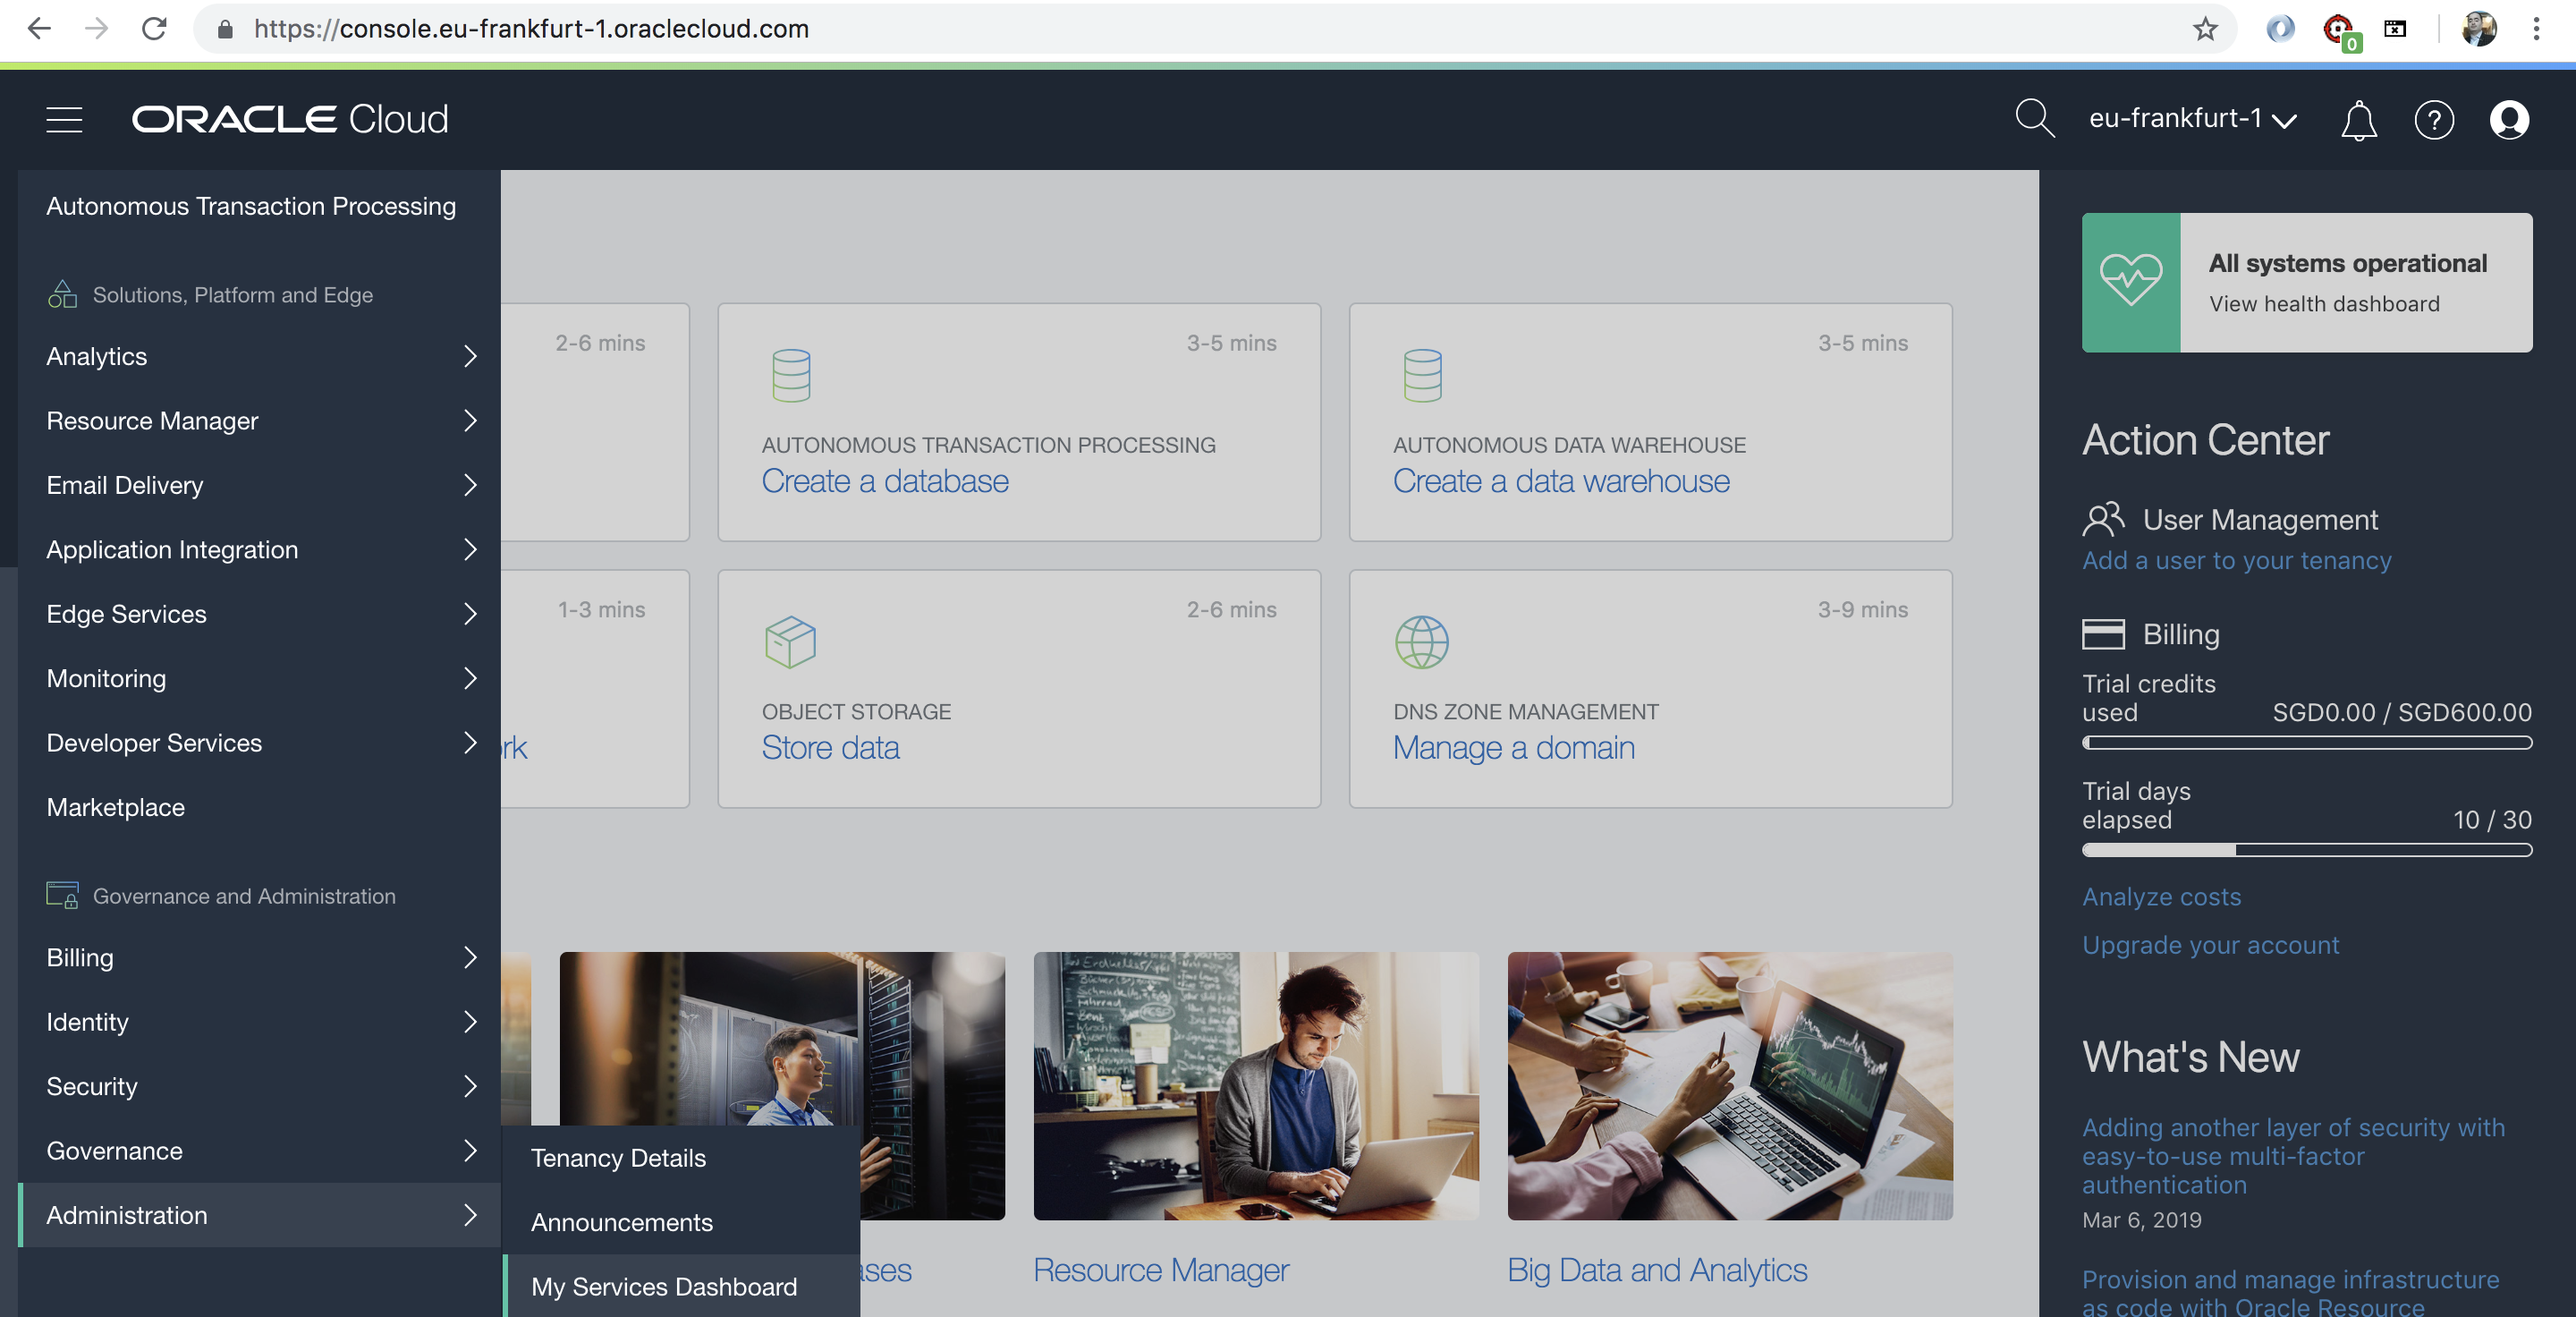 https://console.eu-frankfurt-1.oraclecloud.com
0
ORACLE Cloud
eu-frankfurt-1
?
Autonomous Transaction Processing
Solutions, Platform and Edge
Analytics
Resource Manager
Email Delivery
Application Integration
Edge Services
Monitoring
Developer Services
Marketplace
Governance and Administration
Billing
Identity
Security
Governance
Administration
Tenancy Details
Announcements
My Services Dashboard
2-6 mins
3-5 mins
AUTONOMOUS TRANSACTION PROCESSING
Create a database
3-5 mins
AUTONOMOUS DATA WAREHOUSE
Create a data warehouse
1-3 mins
rk
2-6 mins
OBJECT STORAGE
Store data
3-9 mins
DNS ZONE MANAGEMENT
Manage a domain
ases
Resource Manager
Big Data and Analytics
All systems operational
View health dashboard
Action Center
User Management
Add a user to your tenancy
Billing
Trial credits
used SGD0.00 / SGD600.00
Trial days
elapsed 10 / 30
Analyze costs
Upgrade your account
What's New
Adding another layer of security with
easy-to-use multi-factor
authentication
Mar 6, 2019
Provision and manage infrastructure
as code with Oracle Resource